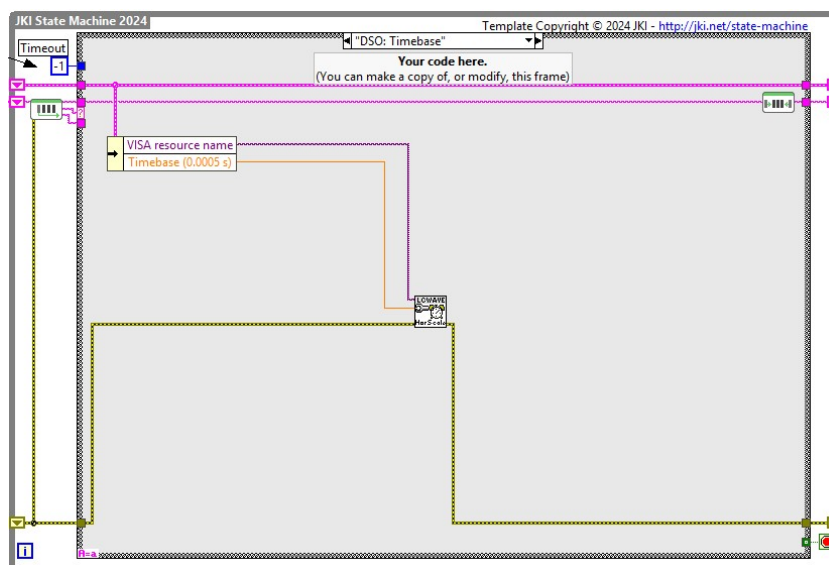 JKI State Machine 2024
Template Copyright © 2024 JKI - http://jki.net/state-machine
Timeout
-1
"DSO: Timebase"
Your code here.
(You can make a copy of, or modify, this frame)
?
VISA resource name
Timebase (0.0005 s)
LCWAVE
HorScale
A=a
i